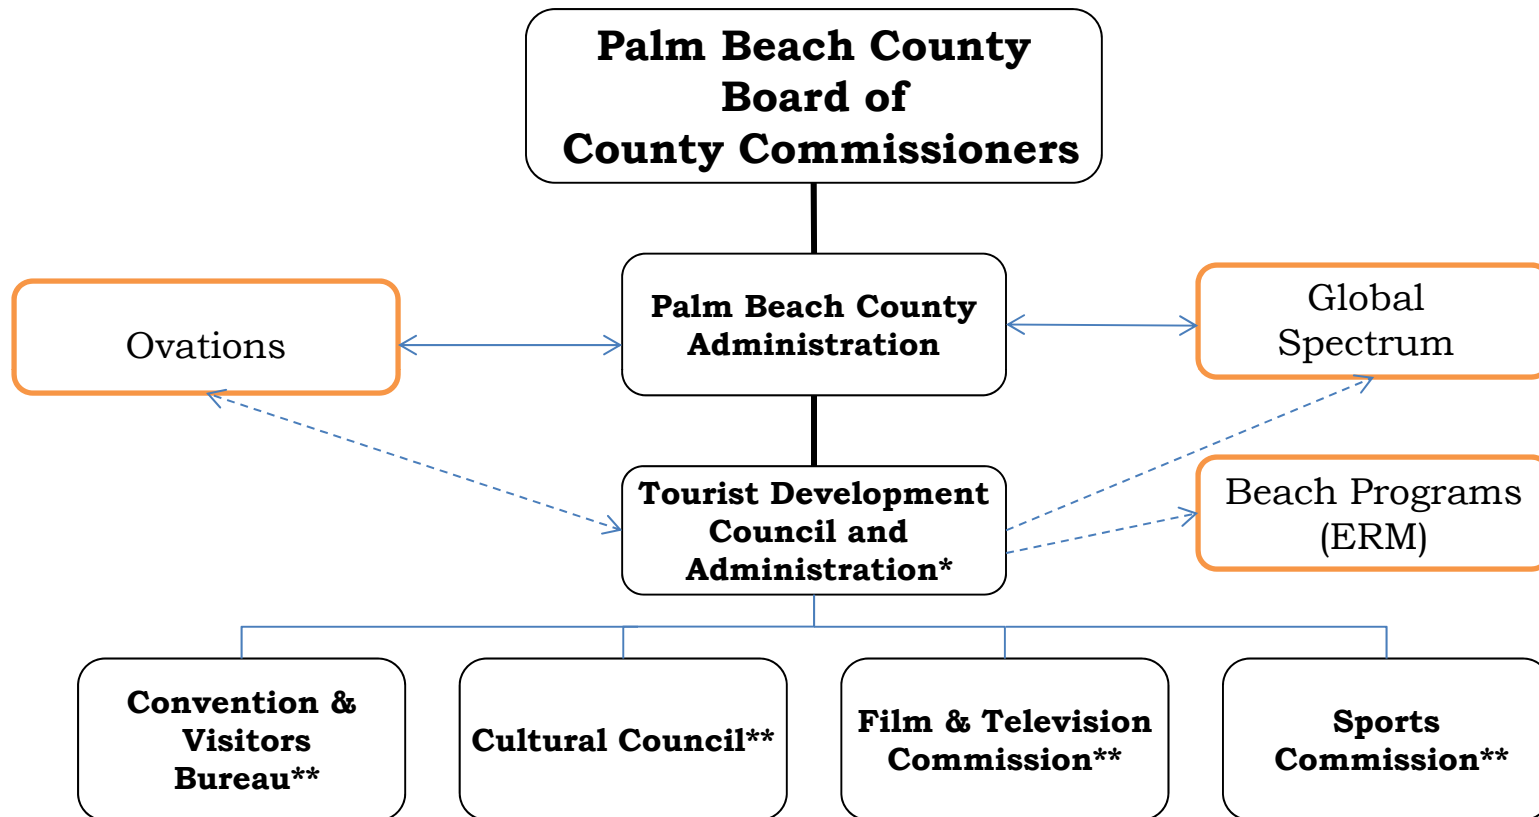 Palm Beach County
Board of
County Commissioners
Ovations
Palm Beach County
Administration
Global
Spectrum
Tourist Development
Council and
Administration*
Beach Programs
(ERM)
Convention &
Visitors
Bureau**
Cultural Council**
Film & Television
Commission**
Sports
Commission**